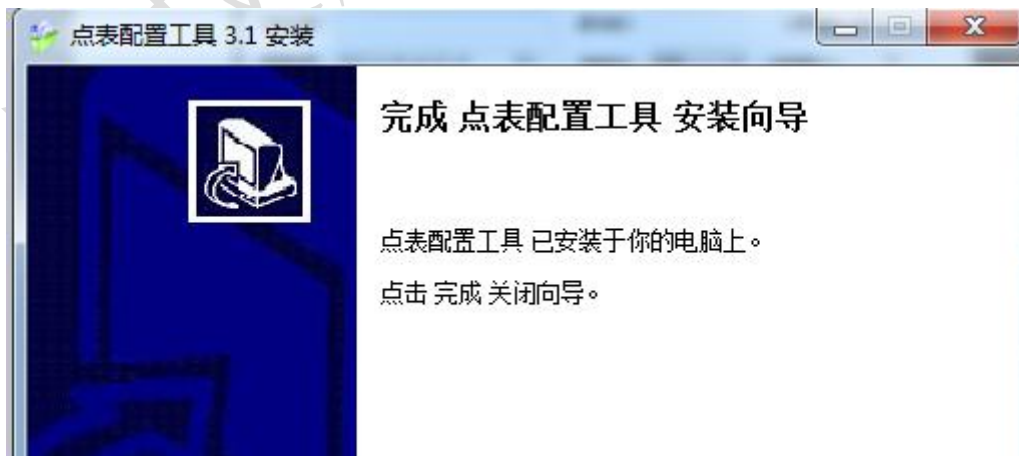 点表配置工具 3.1 安装
完成 点表配置工具 安装向导
点表配置工具 已安装于你的电脑上。
点击 完成 关闭向导。